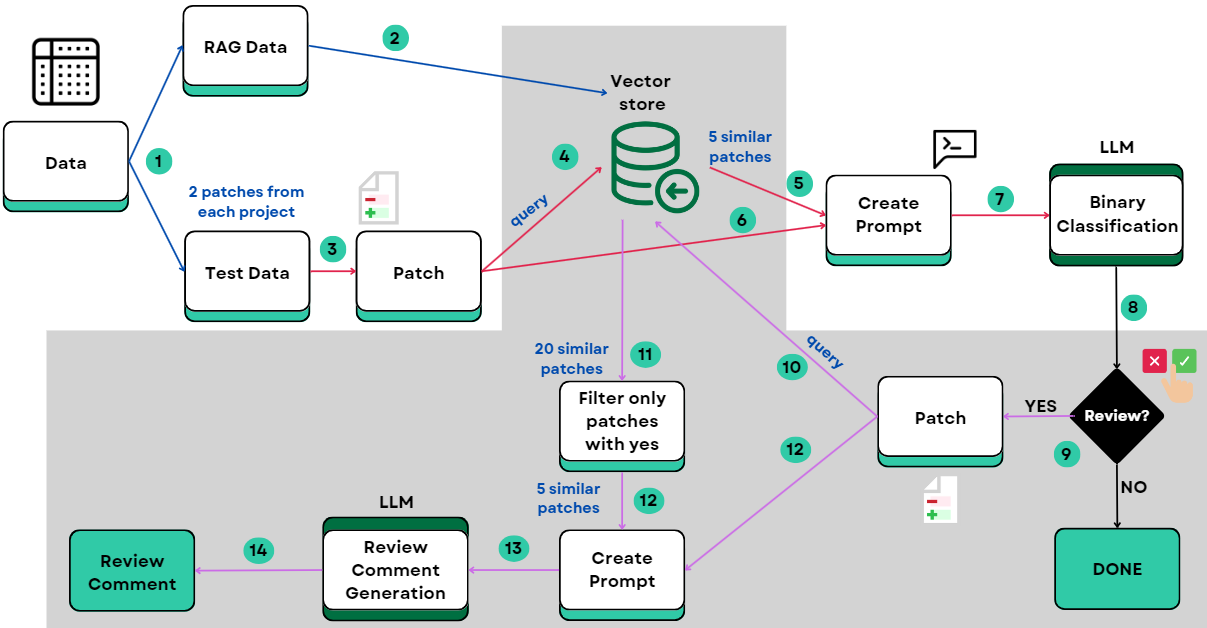 RAG Data
2
Vector
store
Data
1
2 patches from
each project
Test Data
3
Patch
4
query
5 similar
patches
5
6
Create
Prompt
7
LLM
Binary
Classification
8
Review?
YES
9
NO
DONE
Patch
10
query
11
20 similar
patches
Filter only
patches
with yes
12
5 similar
patches
12
Create
Prompt
13
LLM
Review
Comment
Generation
14
Review
Comment